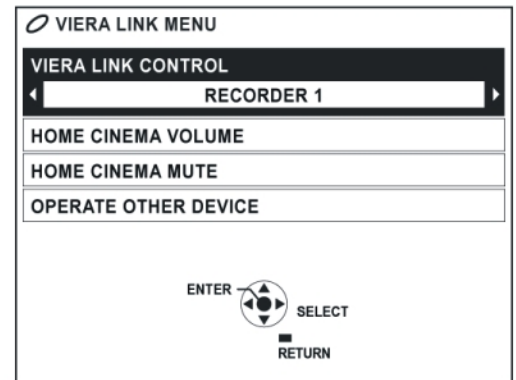 VIERA LINK MENU
VIERA LINK CONTROL
RECORDER 1
HOME CINEMA VOLUME
HOME CINEMA MUTE
OPERATE OTHER DEVICE
ENTER
SELECT
RETURN